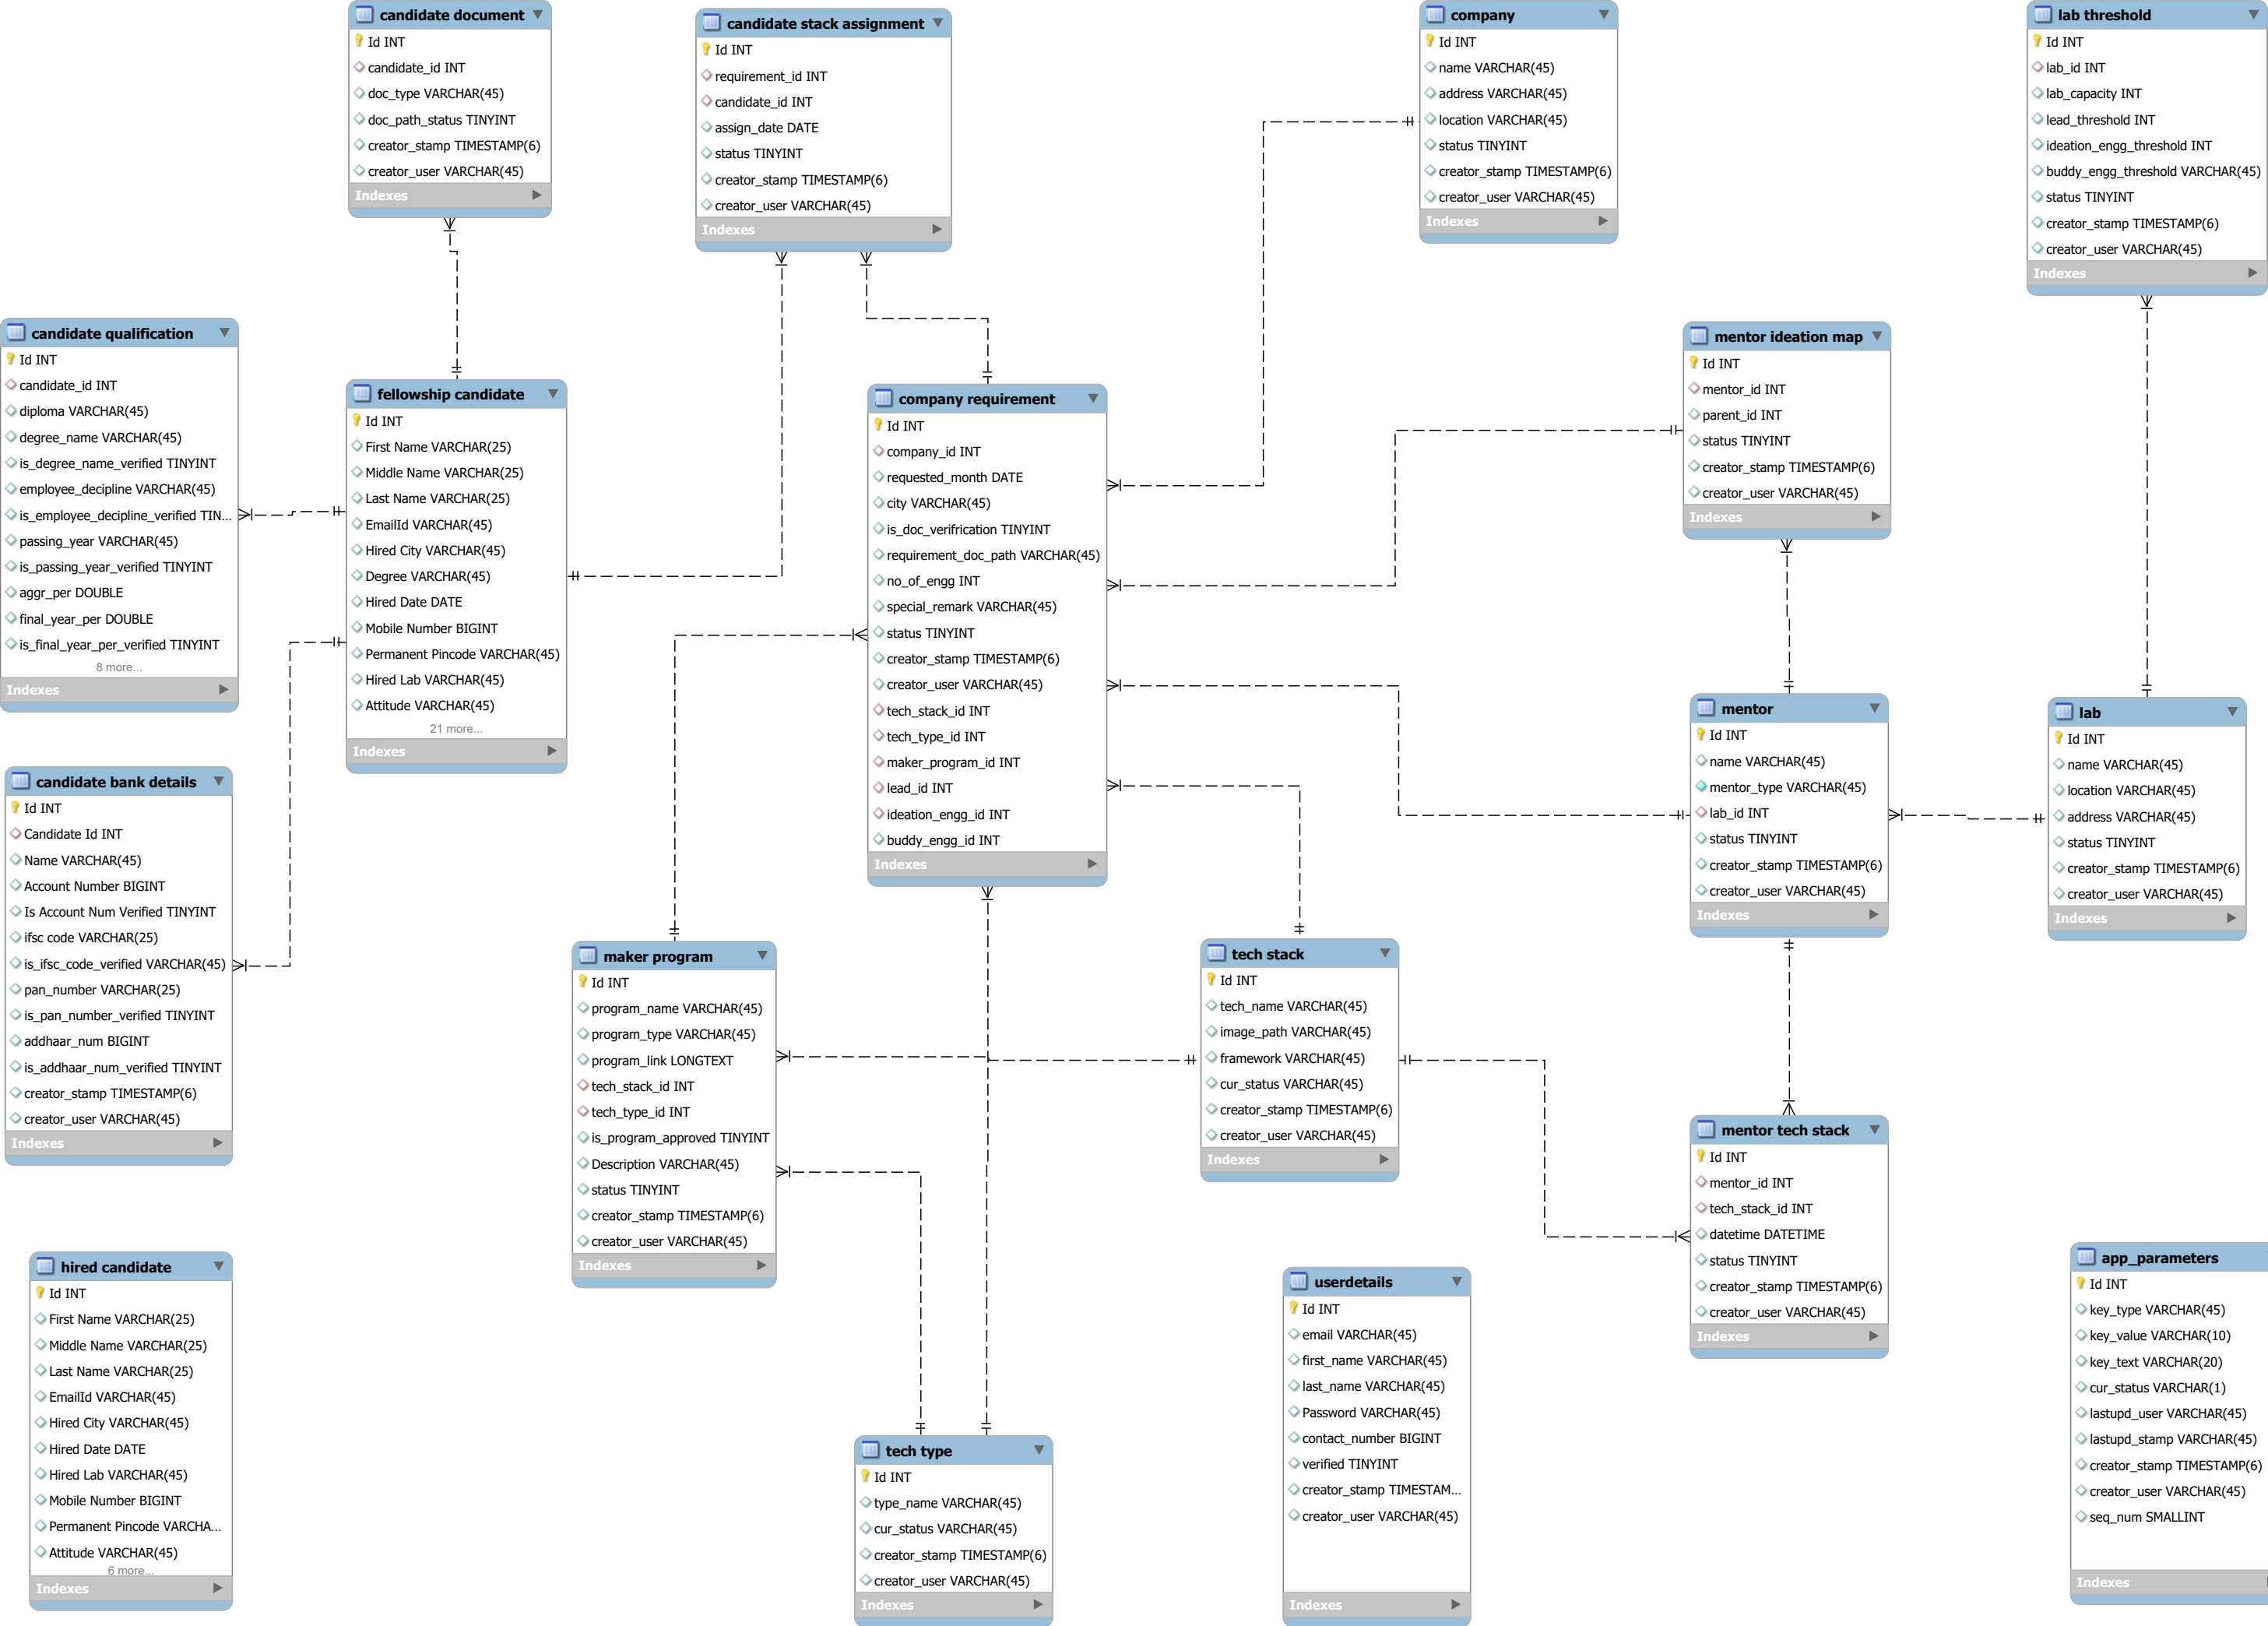 candidate document
Id INT
candidate_id INT
doc_type VARCHAR(45)
doc_path_status TINYINT
creator_stamp TIMESTAMP(6)
creator_user VARCHAR(45)
Indexes
candidate stack assignment
Id INT
requirement_id INT
candidate_id INT
assign_date DATE
status TINYINT
creator_stamp TIMESTAMP(6)
creator_user VARCHAR(45)
Indexes
company
Id INT
name VARCHAR(45)
address VARCHAR(45)
location VARCHAR(45)
status TINYINT
creator_stamp TIMESTAMP(6)
creator_user VARCHAR(45)
Indexes
lab threshold
Id INT
lab_id INT
lab_capacity INT
lead_threshold INT
ideation_engg_threshold INT
buddy_engg_threshold VARCHAR(45)
status TINYINT
creator_stamp TIMESTAMP(6)
creator_user VARCHAR(45)
Indexes
candidate qualification
Id INT
candidate_id INT
diploma VARCHAR(45)
degree_name VARCHAR(45)
is_degree_name_verified TINYINT
employee_decipline VARCHAR(45)
is_employee_decipline_verified TIN...
passing_year VARCHAR(45)
is_passing_year_verified TINYINT
aggr_per DOUBLE
final_year_per DOUBLE
is_final_year_per_verified TINYINT
8 more...
Indexes
fellowship candidate
Id INT
First Name VARCHAR(25)
Middle Name VARCHAR(25)
Last Name VARCHAR(25)
EmailId VARCHAR(45)
Hired City VARCHAR(45)
Degree VARCHAR(45)
Hired Date DATE
Mobile Number BIGINT
Permanent Pincode VARCHAR(45)
Hired Lab VARCHAR(45)
Attitude VARCHAR(45)
21 more...
Indexes
company requirement
Id INT
company_id INT
requested_month DATE
city VARCHAR(45)
is_doc_verifrication TINYINT
requirement_doc_path VARCHAR(45)
no_of_engg INT
special_remark VARCHAR(45)
status TINYINT
creator_stamp TIMESTAMP(6)
creator_user VARCHAR(45)
tech_stack_id INT
tech_type_id INT
maker_program_id INT
lead_id INT
ideation_engg_id INT
buddy_engg_id INT
Indexes
mentor ideation map
Id INT
mentor_id INT
parent_id INT
status TINYINT
creator_stamp TIMESTAMP(6)
creator_user VARCHAR(45)
Indexes
mentor
Id INT
name VARCHAR(45)
mentor_type VARCHAR(45)
lab_id INT
status TINYINT
creator_stamp TIMESTAMP(6)
creator_user VARCHAR(45)
Indexes
lab
Id INT
name VARCHAR(45)
location VARCHAR(45)
address VARCHAR(45)
status TINYINT
creator_stamp TIMESTAMP(6)
creator_user VARCHAR(45)
Indexes
candidate bank details
Id INT
Candidate Id INT
Name VARCHAR(45)
Account Number BIGINT
Is Account Num Verified TINYINT
ifsc code VARCHAR(25)
is_ifsc_code_verified VARCHAR(45)
pan_number VARCHAR(25)
is_pan_number_verified TINYINT
addhaar_num BIGINT
is_addhaar_num_verified TINYINT
creator_stamp TIMESTAMP(6)
creator_user VARCHAR(45)
Indexes
maker program
Id INT
program_name VARCHAR(45)
program_type VARCHAR(45)
program_link LONGTEXT
tech_stack_id INT
tech_type_id INT
is_program_approved TINYINT
Description VARCHAR(45)
status TINYINT
creator_stamp TIMESTAMP(6)
creator_user VARCHAR(45)
Indexes
tech stack
Id INT
tech_name VARCHAR(45)
image_path VARCHAR(45)
framework VARCHAR(45)
cur_status VARCHAR(45)
creator_stamp TIMESTAMP(6)
creator_user VARCHAR(45)
Indexes
mentor tech stack
Id INT
mentor_id INT
tech_stack_id INT
datetime DATETIME
status TINYINT
creator_stamp TIMESTAMP(6)
creator_user VARCHAR(45)
Indexes
hired candidate
Id INT
First Name VARCHAR(25)
Middle Name VARCHAR(25)
Last Name VARCHAR(25)
EmailId VARCHAR(45)
Hired City VARCHAR(45)
Hired Date DATE
Hired Lab VARCHAR(45)
Mobile Number BIGINT
Permanent Pincode VARCHA...
Attitude VARCHAR(45)
6 more...
Indexes
tech type
Id INT
type_name VARCHAR(45)
cur_status VARCHAR(45)
creator_stamp TIMESTAMP(6)
creator_user VARCHAR(45)
Indexes
userdetails
Id INT
email VARCHAR(45)
first_name VARCHAR(45)
last_name VARCHAR(45)
Password VARCHAR(45)
contact_number BIGINT
verified TINYINT
creator_stamp TIMESTAM...
creator_user VARCHAR(45)
Indexes
app_parameters
Id INT
key_type VARCHAR(45)
key_value VARCHAR(10)
key_text VARCHAR(20)
cur_status VARCHAR(1)
lastupd_user VARCHAR(45)
lastupd_stamp VARCHAR(45)
creator_stamp TIMESTAMP(6)
creator_user VARCHAR(45)
seq_num SMALLINT
Indexes